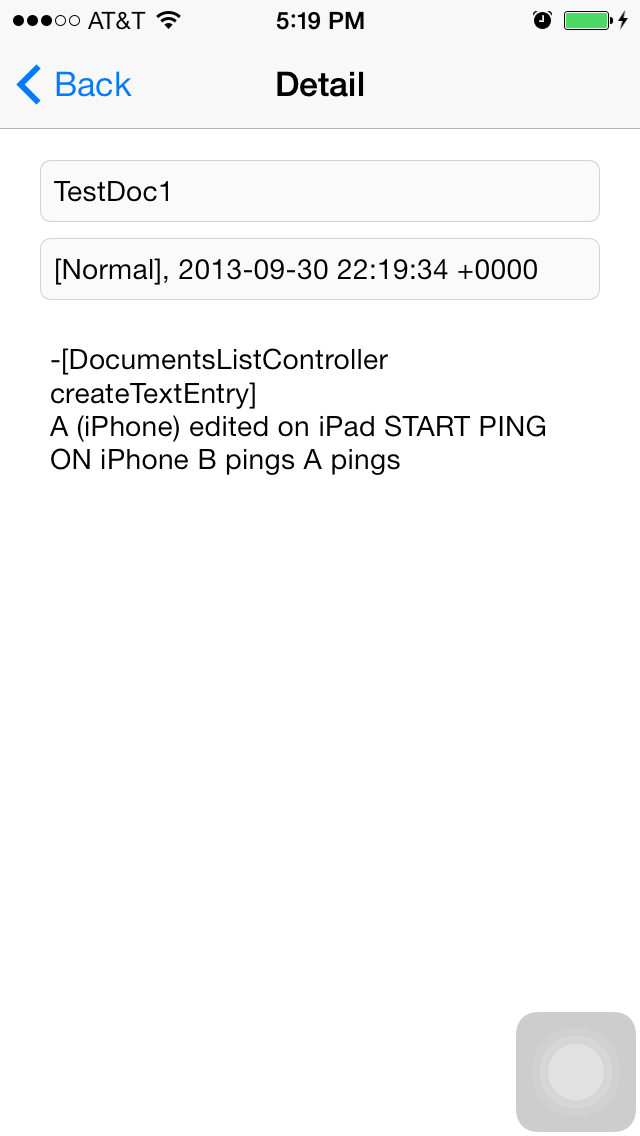 AT&T 5:19 PM
Back Detail
TestDoc1
[Normal], 2013-09-30 22:19:34 +0000
-[DocumentsListController
createTextEntry]
A (iPhone) edited on iPad START PING
ON iPhone B pings A pings